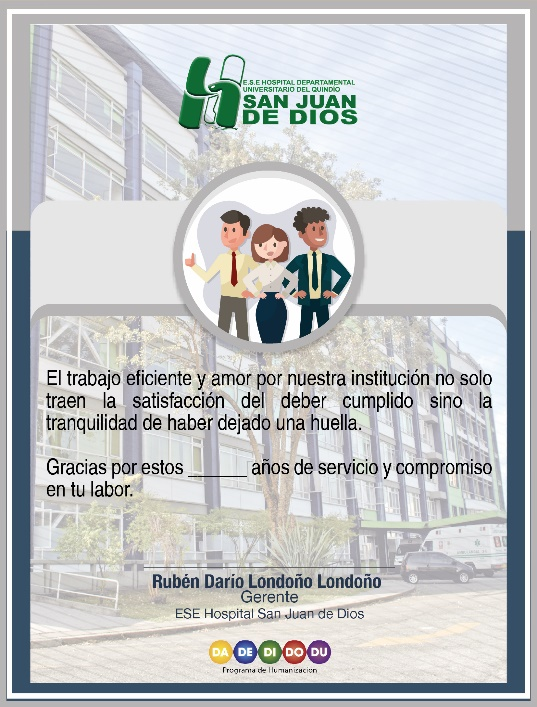 E.S.E HOSPITAL DEPARTAMENTAL
UNIVERSITARIO DEL QUINDÍO
SAN JUAN
DE DIOS
El trabajo eficiente y amor por nuestra institución no solo
traen la satisfacción del deber cumplido sino la
tranquilidad de haber dejado una huella.
Gracias por estos ______ años de servicio y compromiso
en tu labor.
Rubén Darío Londoño Londoño
Gerente
ESE Hospital San Juan de Dios
DA DE DI DO DU
Programa de Humanización